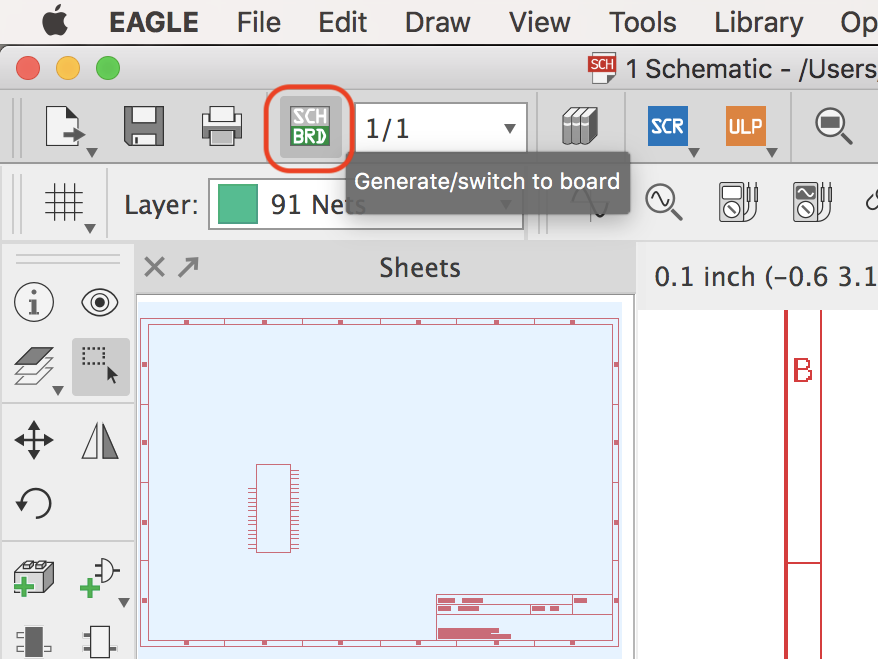 EAGLE File Edit Draw View Tools Library Op
SCH 1 Schematic - /Users/
SCH
BRD
1/1
SCR
ULP
Generate/switch to board
Layer: 91 Nets
Sheets
0.1 inch (-0.6 3.1
B